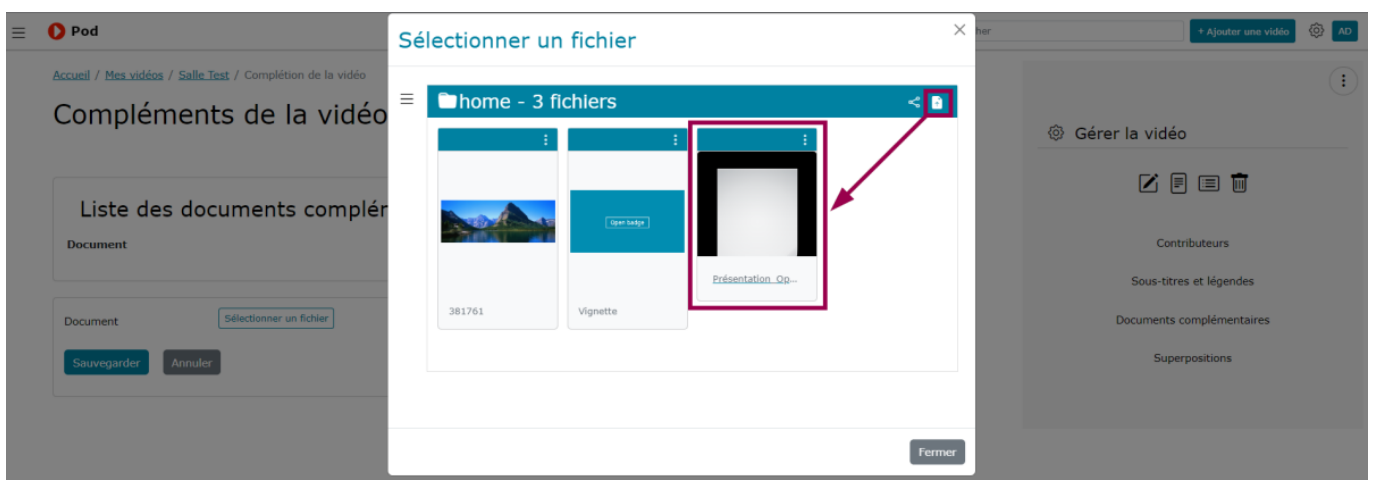 Pod
her
+ Ajouter une vidéo
AD
Accueil / Mes vidéos / Salle Test / Complétion de la vidéo
Compléments de la vidéo
Liste des documents complér
Document
Document
Sélectionner un fichier
Sauvegarder
Annuler
Sélectionner un fichier
home - 3 fichiers
Open badge
381761
Vignette
Présentation_Op...
Fermer
Gérer la vidéo
Contributeurs
Sous-titres et légendes
Documents complémentaires
Superpositions